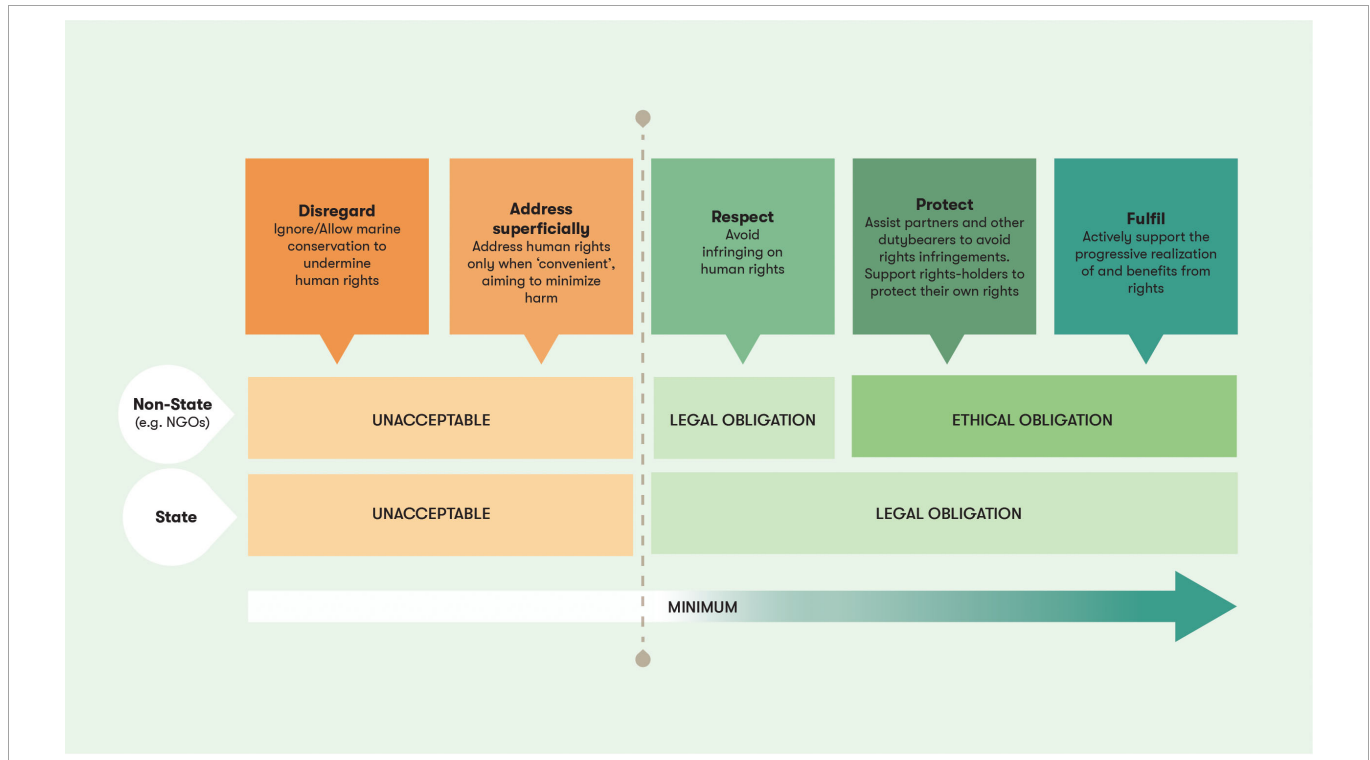 Disregard
Ignore/Allow marine
conservation to
undermine
human rights
Address
superficially
Address human rights
only when ‘convenient’,
aiming to minimize
harm
Respect
Avoid
infringing on
human rights
Protect
Assist partners and other
dutybearers to avoid
rights infringements.
Support rights-holders to
protect their own rights
Fulfil
Actively support the
progressive realization
of and benefits from
rights
Non-State
(e.g. NGOs)
UNACCEPTABLE
LEGAL OBLIGATION
ETHICAL OBLIGATION
State
UNACCEPTABLE
LEGAL OBLIGATION
MINIMUM